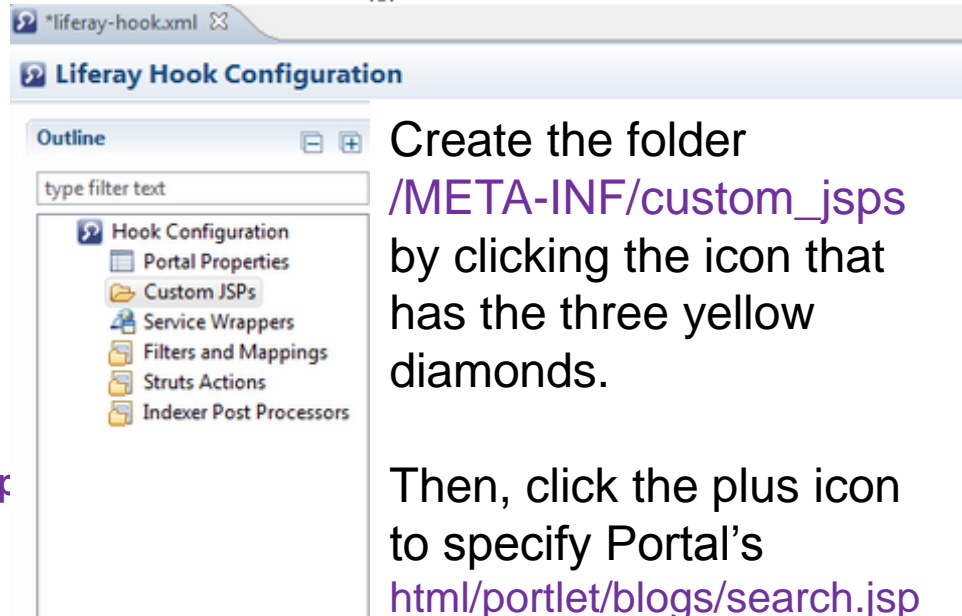 *liferay-hook.xml
Liferay Hook Configuration
Outline
type filter text
Hook Configuration
Portal Properties
Custom JSPs
Service Wrappers
Filters and Mappings
Struts Actions
Indexer Post Processors
Create the folder
/META-INF/custom_jsps
by clicking the icon that
has the three yellow
diamonds.
Then, click the plus icon
to specify Portal’s
html/portlet/blogs/search.jsp